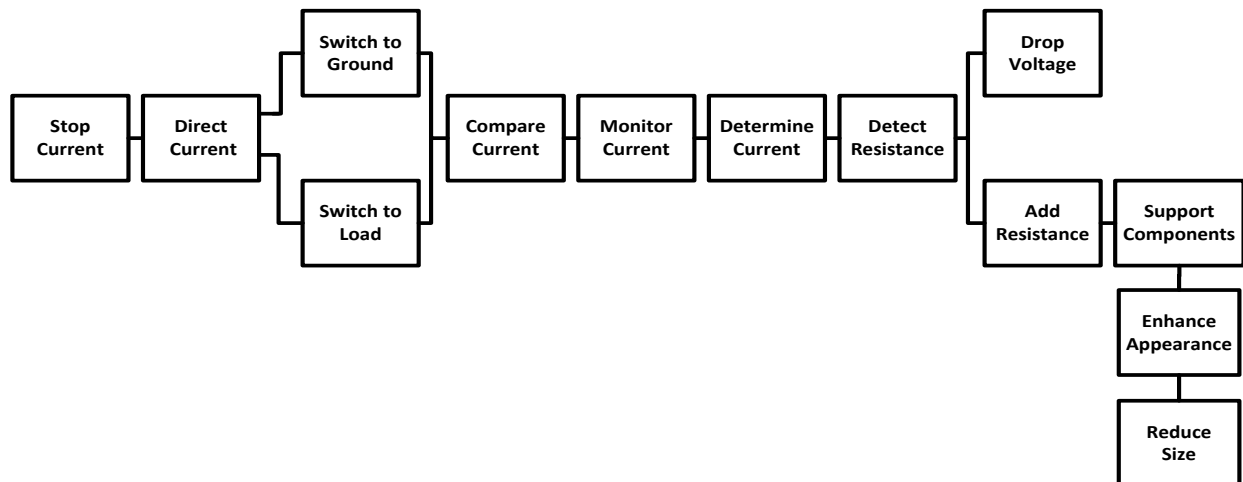 Stop
Current
Direct
Current
Switch to
Ground
Switch to
Load
Compare
Current
Monitor
Current
Determine
Current
Detect
Resistance
Drop
Voltage
Add
Resistance
Support
Components
Enhance
Appearance
Reduce
Size